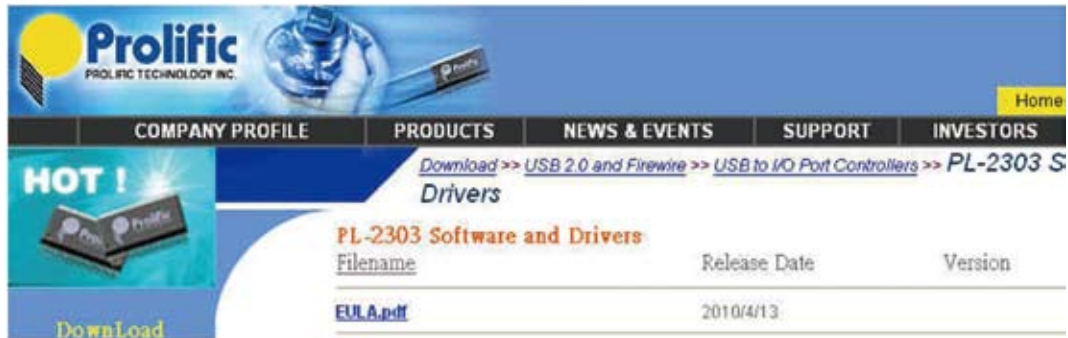 Prolific
PROLIFIC TECHNOLOGY INC.
Prolific
Home
COMPANY PROFILE PRODUCTS NEWS & EVENTS SUPPORT INVESTORS
HOT !
Prolific
Download >> USB 2.0 and Firewire >> USB to I/O Port Controllers >> PL-2303 S
Drivers
PL-2303 Software and Drivers
Filename Release Date Version
EULA.pdf 2010/4/13
DownLoad